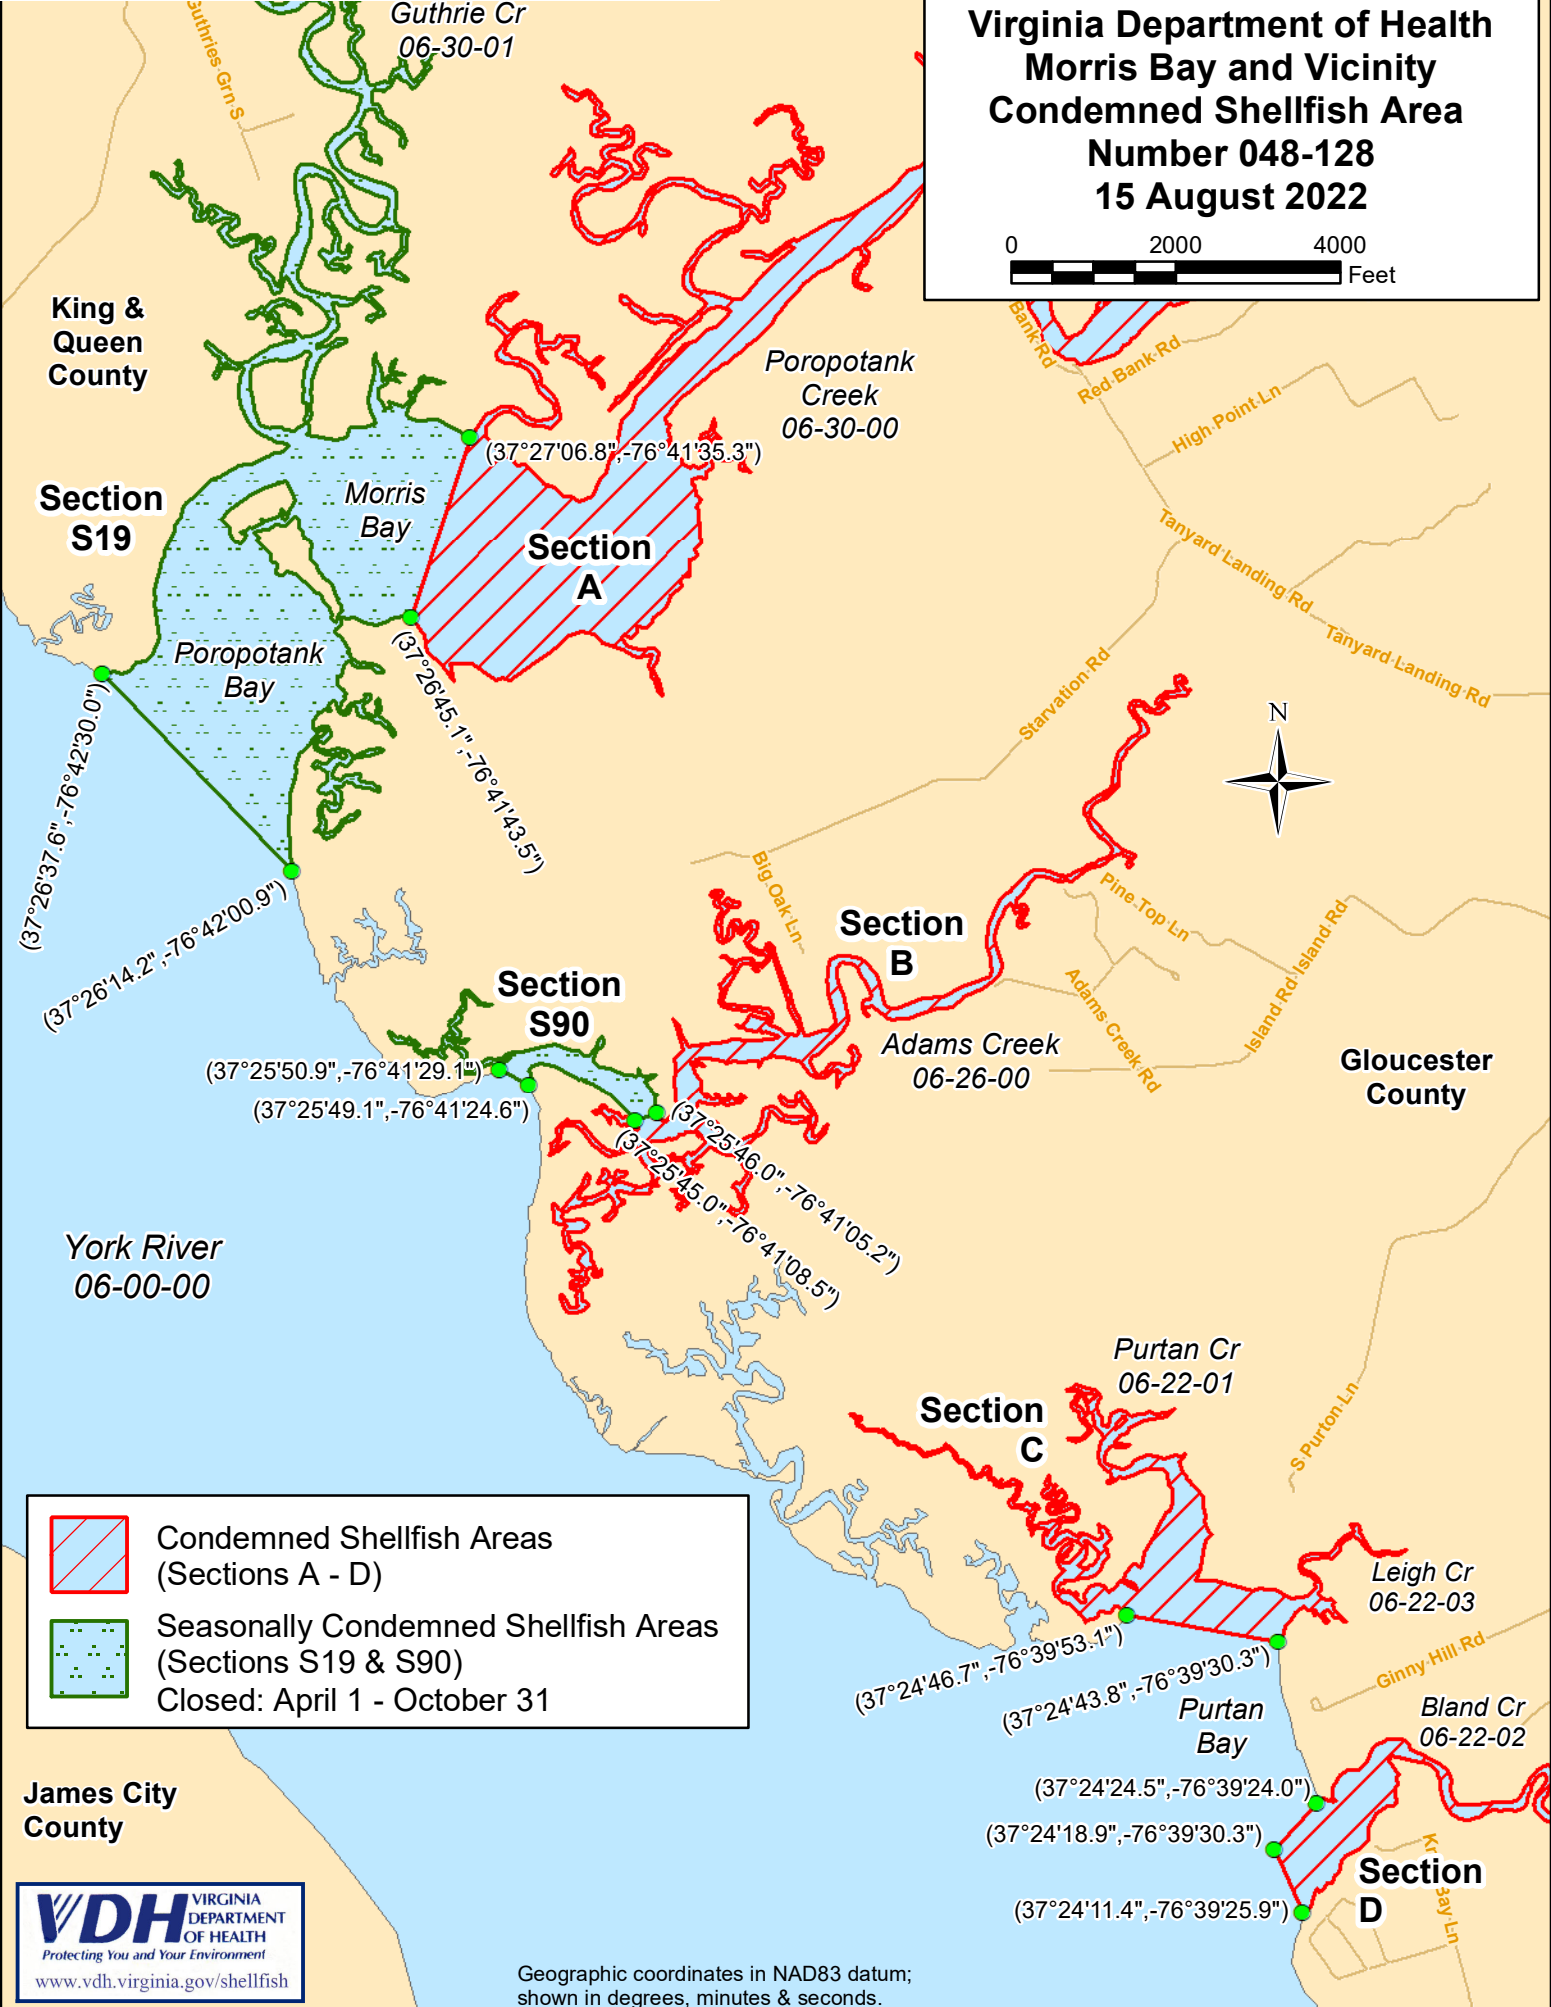 Guthrie Cr
06-30-01
Guthries Grn S
Virginia Department of Health
Morris Bay and Vicinity
Condemned Shellfish Area
Number 048-128
15 August 2022
0 2000 4000
Feet
King &
Queen
County
Poropotank
Creek
06-30-00
Bank Rd
Red Bank Rd
High Point Ln
(37°27'06.8",-76°41'35.3")
Section
S19
Morris
Bay
Section
A
Tanyard Landing Rd
Tanyard Landing Rd
Poropotank
Bay
Starvation Rd
(37°26'45.1",-76°41'43.5")
(37°26'37.6",-76°42'30.0")
N
(37°26'14.2",-76°42'00.9")
Big Oak Ln
Pine Top Ln
Section
B
Island Rd
Island Rd
Adams Creek Rd
Section
S90
Adams Creek
06-26-00
Gloucester
County
(37°25'50.9",-76°41'29.1")
(37°25'49.1",-76°41'24.6")
(37°25'46.0",-76°41'05.2")
(37°25'45.0",-76°41'08.5")
York River
06-00-00
Purtan Cr
06-22-01
Section
C
S Purton Ln
Condemned Shellfish Areas
(Sections A - D)
Seasonally Condemned Shellfish Areas
(Sections S19 & S90)
Closed: April 1 - October 31
Leigh Cr
06-22-03
(37°24'46.7",-76°39'53.1")
(37°24'43.8",-76°39'30.3")
Ginny Hill Rd
Purtan
Bay
Bland Cr
06-22-02
James City
County
(37°24'24.5",-76°39'24.0")
(37°24'18.9",-76°39'30.3")
Section
D
Bay Ln
(37°24'11.4",-76°39'25.9")
VDH VIRGINIA
DEPARTMENT
OF HEALTH
Protecting You and Your Environment
www.vdh.virginia.gov/shellfish
Geographic coordinates in NAD83 datum;
shown in degrees, minutes & seconds.